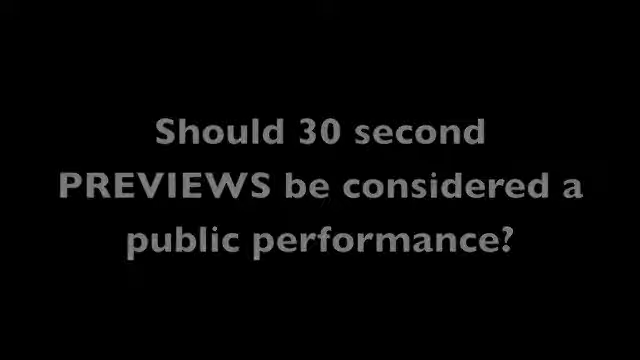 Should 30 second
PREVIEWS be considered a
public performance?